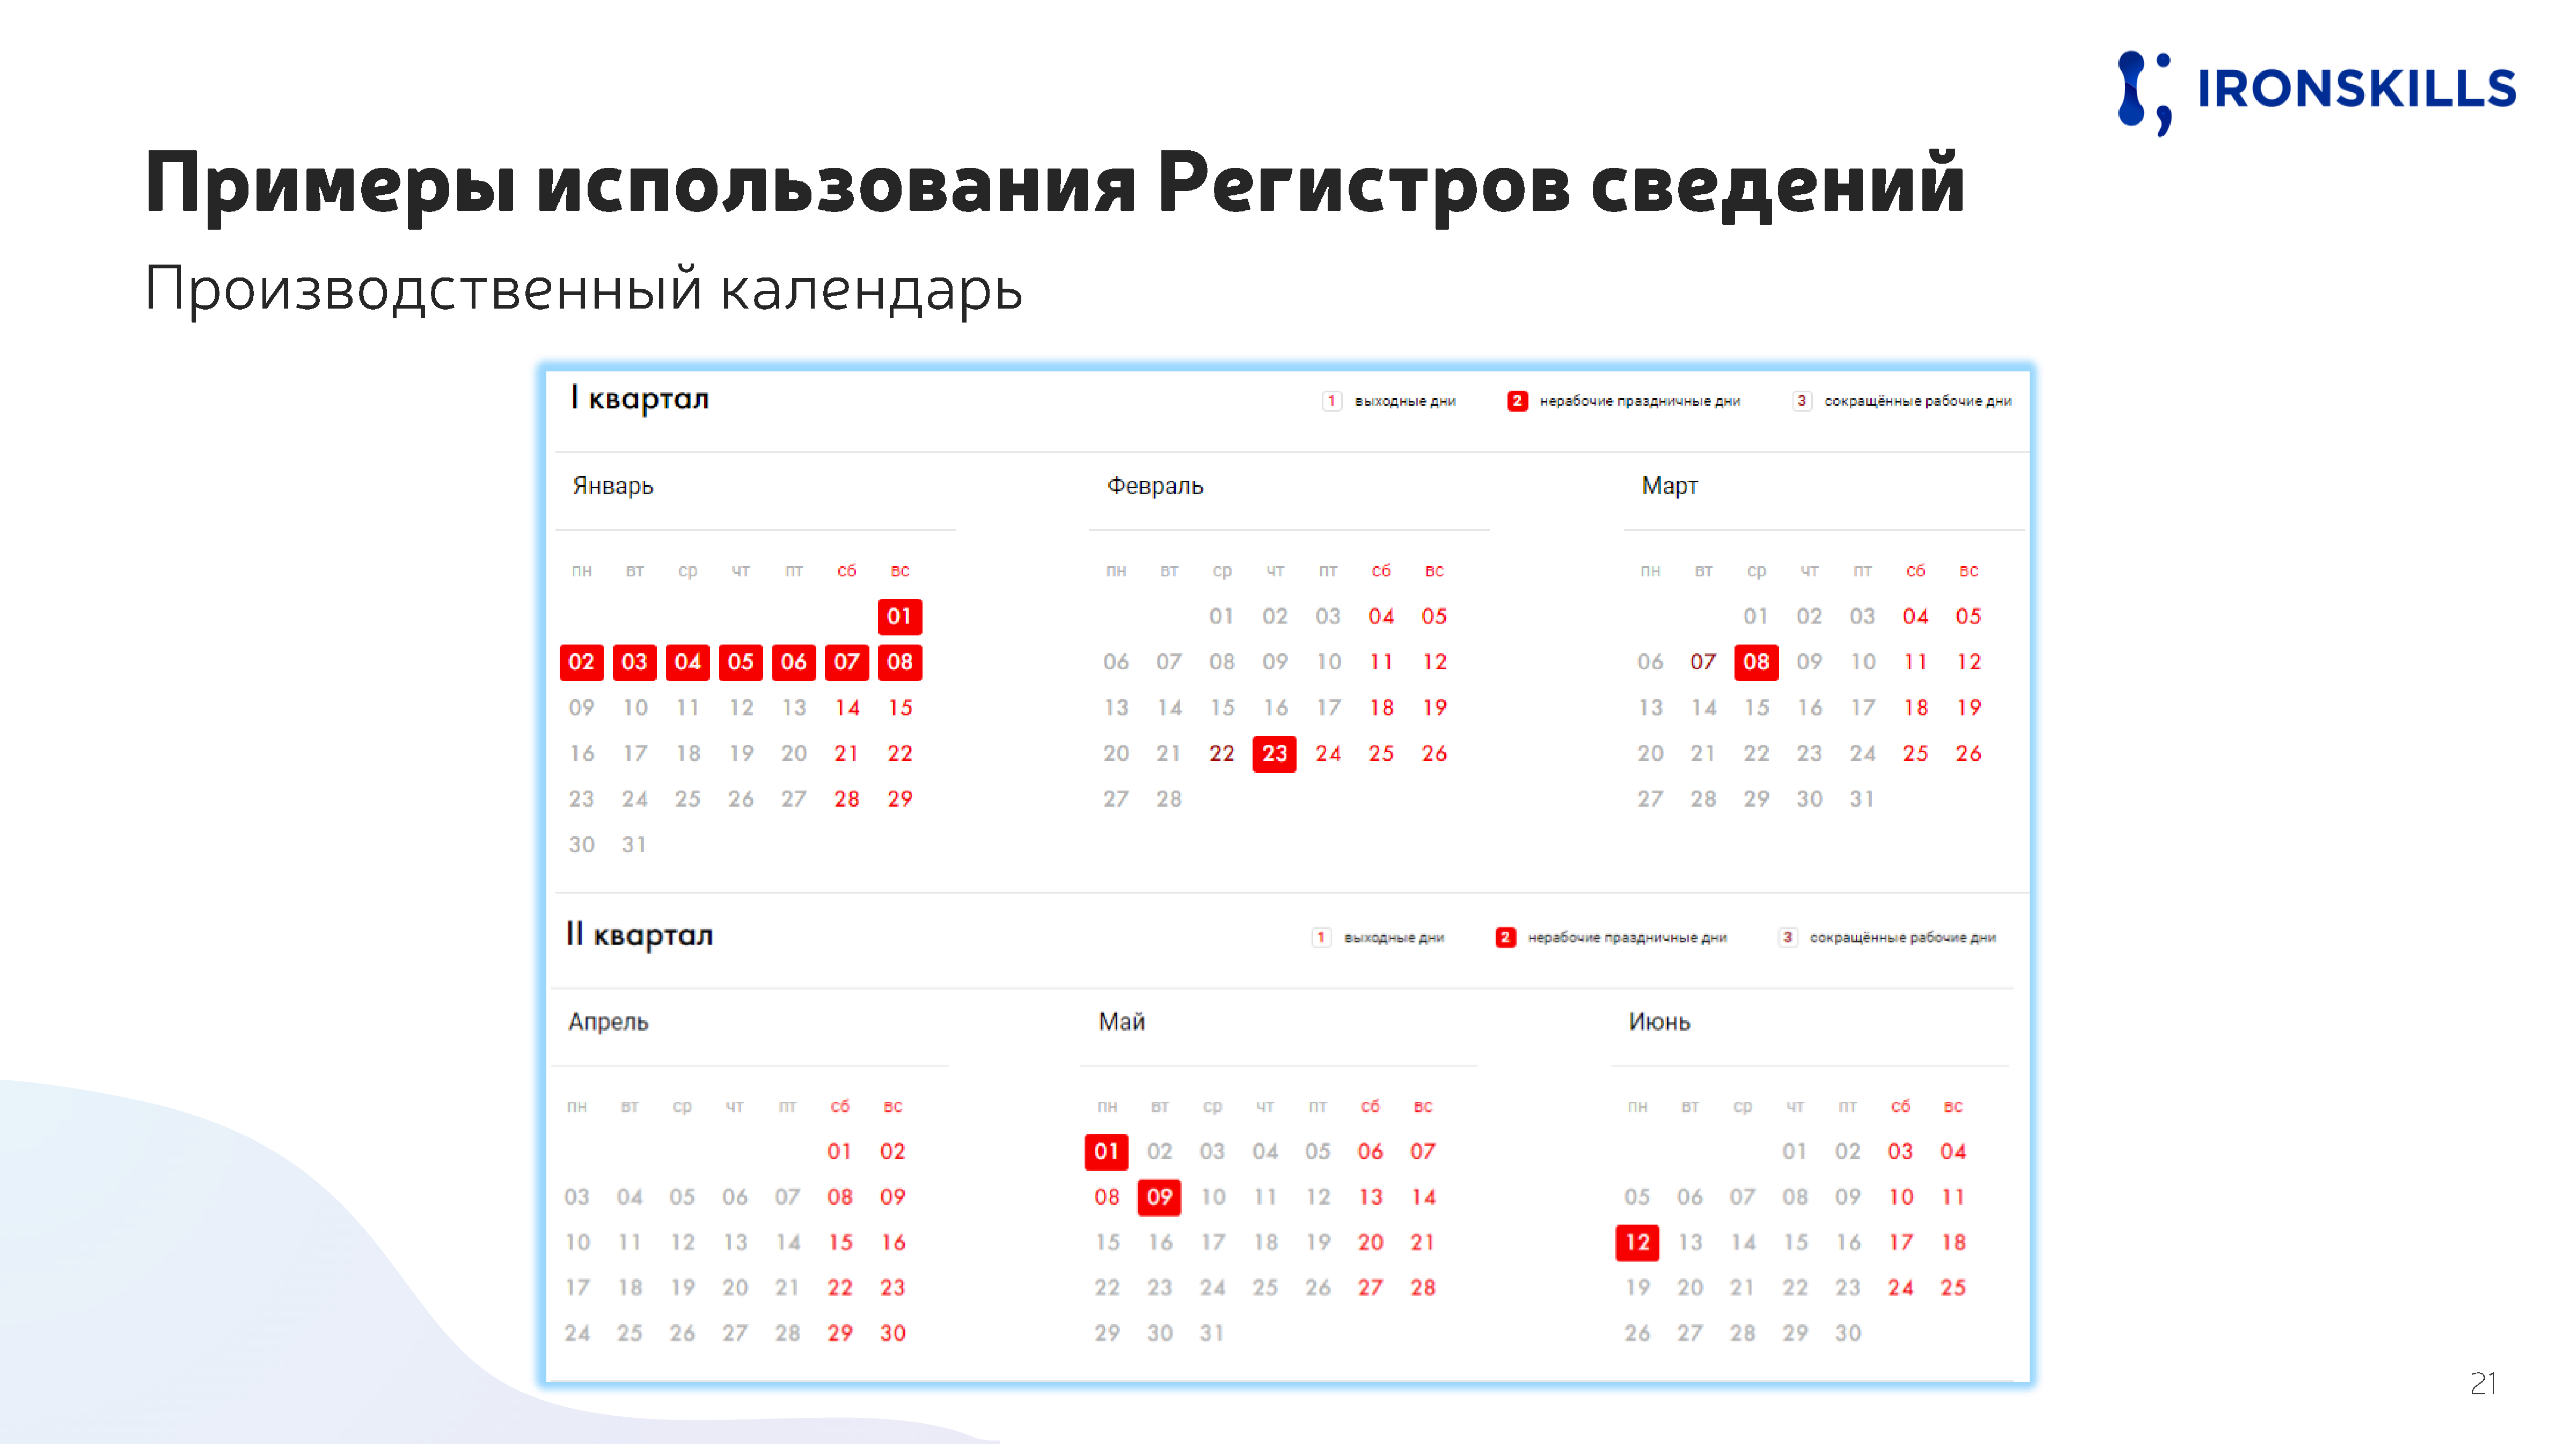 IRONSKILLS
Примеры использования Регистров сведений
Производственный календарь
I квартал 1 выходные дни 2 нерабочие праздничные дни 3 сокращённые рабочие дни
Январь Февраль Март
пн вт ср чт пт сб вс пн вт ср чт пт сб вс пн вт ср чт пт сб вс
01 01 02 03 04 05 01 02 03 04 05
02 03 04 05 06 07 08 06 07 08 09 10 11 12 06 07 08 09 10 11 12
09 10 11 12 13 14 15 13 14 15 16 17 18 19 13 14 15 16 17 18 19
16 17 18 19 20 21 22 20 21 22 23 24 25 26 20 21 22 23 24 25 26
23 24 25 26 27 28 29 27 28 27 28 29 30 31
30 31
II квартал 1 выходные дни 2 нерабочие праздничные дни 3 сокращённые рабочие дни
Апрель Май Июнь
пн вт ср чт пт сб вс пн вт ср чт пт сб вс пн вт ср чт пт сб вс
01 02 01 02 03 04 05 06 07 01 02 03 04
03 04 05 06 07 08 09 08 09 10 11 12 13 14 05 06 07 08 09 10 11
10 11 12 13 14 15 16 15 16 17 18 19 20 21 12 13 14 15 16 17 18
17 18 19 20 21 22 23 22 23 24 25 26 27 28 19 20 21 22 23 24 25
24 25 26 27 28 29 30 29 30 31 26 27 28 29 30
21